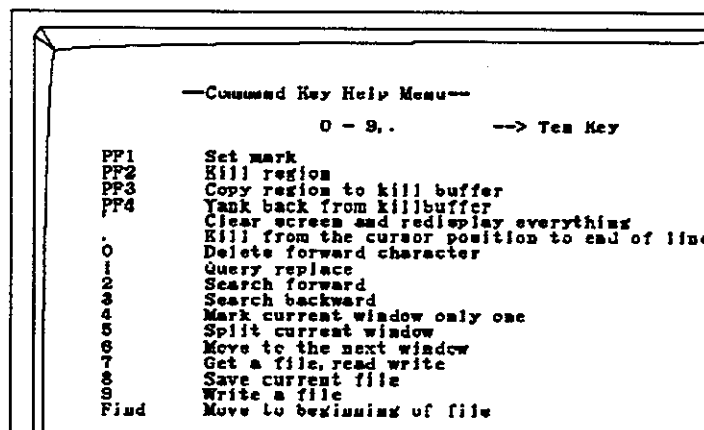 —Command Key Help Menu—
0 - 9, . --> Ten Key
PF1 Set mark
PF2 Kill region
PF3 Copy region to kill buffer
PF4 Yank back from killbuffer
, Clear screen and redisplay everything
. Kill from the cursor position to end of line
0 Delete forward character
1 Query replace
2 Search forward
3 Search backward
4 Mark current window only one
5 Split current window
6 Move to the next window
7 Get a file, read write
8 Save current file
9 Write a file
Find Move to beginning of file